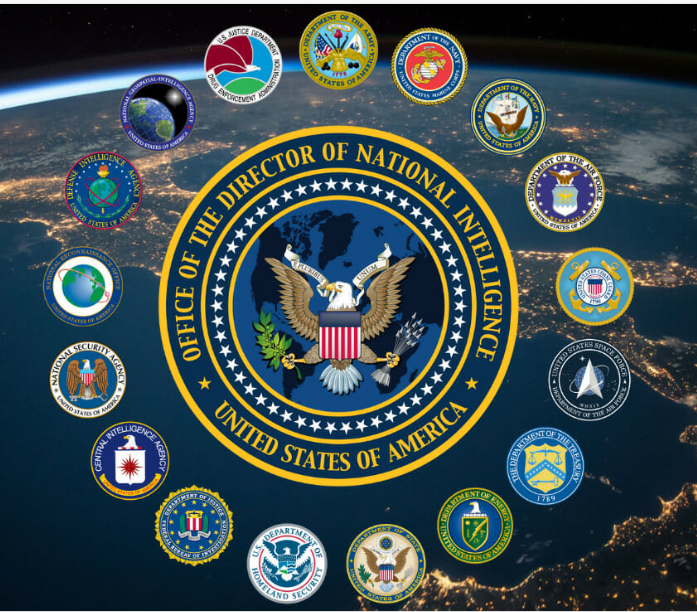 OFFICE OF THE DIRECTOR OF NATIONAL INTELLIGENCE
UNITED STATES OF AMERICA
E PLURIBUS UNUM
DEPARTMENT OF THE ARMY
UNITED STATES OF AMERICA
1775
DEPARTMENT OF THE NAVY
UNITED STATES MARINE CORPS
DEPARTMENT OF THE NAVY
UNITED STATES OF AMERICA
DEPARTMENT OF THE AIR FORCE
UNITED STATES OF AMERICA
UNITED STATES COAST GUARD
1790
UNITED STATES SPACE FORCE
MMXIX
DEPARTMENT OF THE AIR FORCE
THE DEPARTMENT OF THE TREASURY
1789
DEPARTMENT OF ENERGY
UNITED STATES OF AMERICA
DEPARTMENT OF STATE
UNITED STATES OF AMERICA
U.S. DEPARTMENT OF
HOMELAND SECURITY
DEPARTMENT OF JUSTICE
FEDERAL BUREAU OF INVESTIGATION
CENTRAL INTELLIGENCE AGENCY
UNITED STATES OF AMERICA
NATIONAL SECURITY AGENCY
UNITED STATES OF AMERICA
NATIONAL RECONNAISSANCE OFFICE
UNITED STATES OF AMERICA
DEFENSE INTELLIGENCE AGENCY
UNITED STATES OF AMERICA
NATIONAL GEOSPATIAL-INTELLIGENCE AGENCY
UNITED STATES OF AMERICA
U.S. JUSTICE DEPARTMENT
DRUG ENFORCEMENT ADMINISTRATION